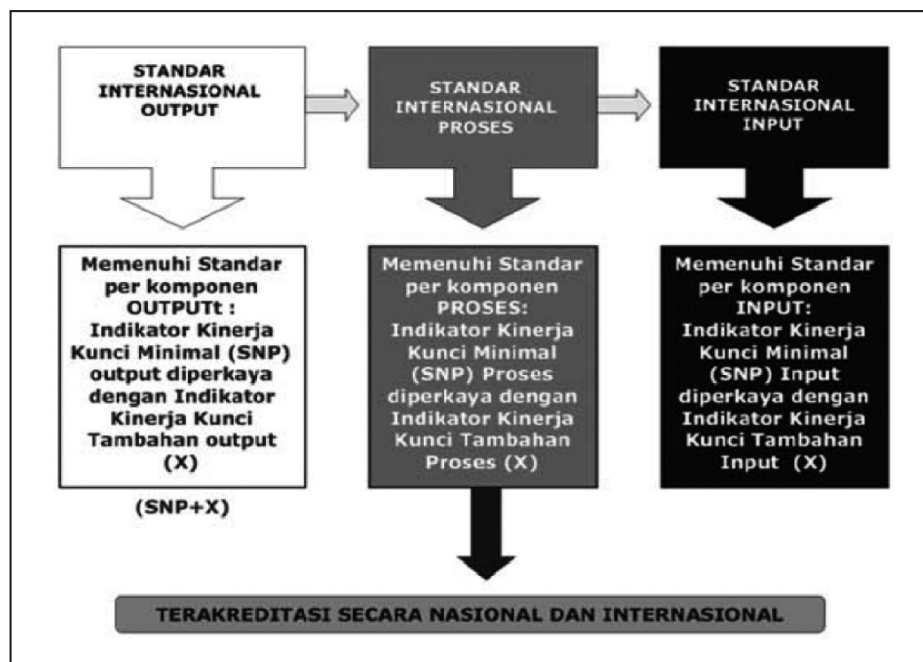 STANDAR
INTERNASIONAL
OUTPUT
STANDAR
INTERNASIONAL
PROSES
STANDAR
INTERNASIONAL
INPUT
Memenuhi Standar
per komponen
OUTPUTt :
Indikator Kinerja
Kunci Minimal (SNP)
output diperkaya
dengan Indikator
Kinerja Kunci
Tambahan output
(X)
(SNP+X)
Memenuhi Standar
per komponen
PROSES:
Indikator Kinerja
Kunci Minimal
(SNP) Proses
diperkaya dengan
Indikator Kinerja
Kunci Tambahan
Proses (X)
Memenuhi Standar
per komponen
INPUT:
Indikator Kinerja
Kunci Minimal
(SNP) Input
diperkaya dengan
Indikator Kinerja
Kunci Tambahan
Input (X)
TERAKREDITASI SECARA NASIONAL DAN INTERNASIONAL